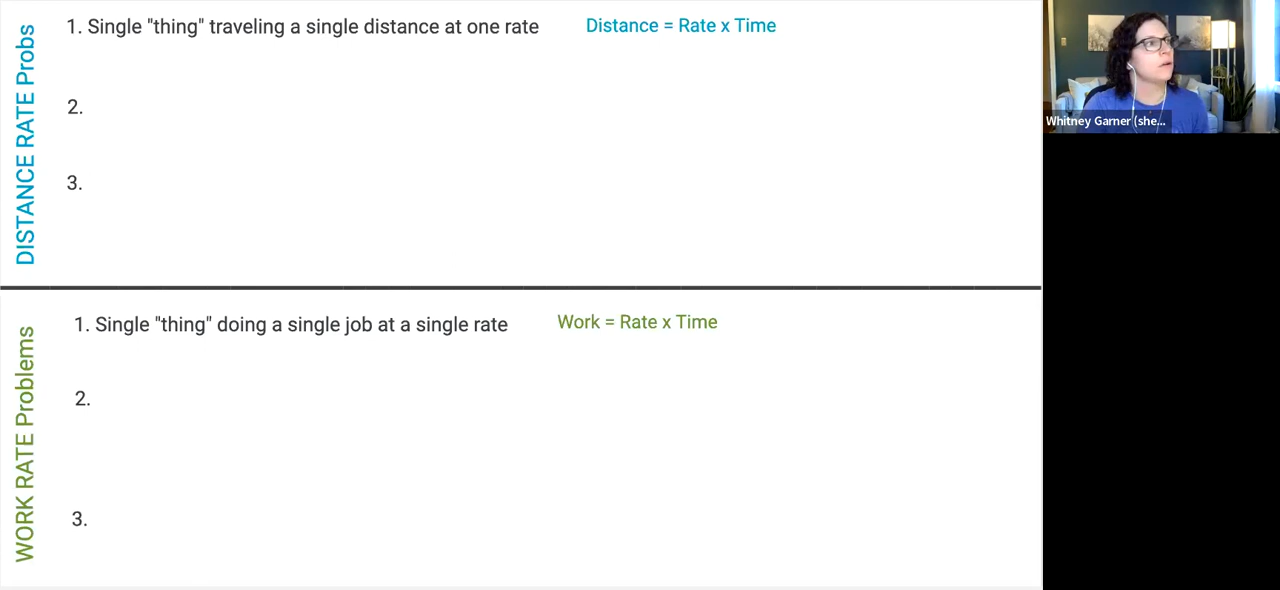 DISTANCE RATE Probs
1. Single "thing" traveling a single distance at one rate
Distance = Rate x Time
2.
3.
WORK RATE Problems
1. Single "thing" doing a single job at a single rate
Work = Rate x Time
2.
3.
Whitney Garner (she...